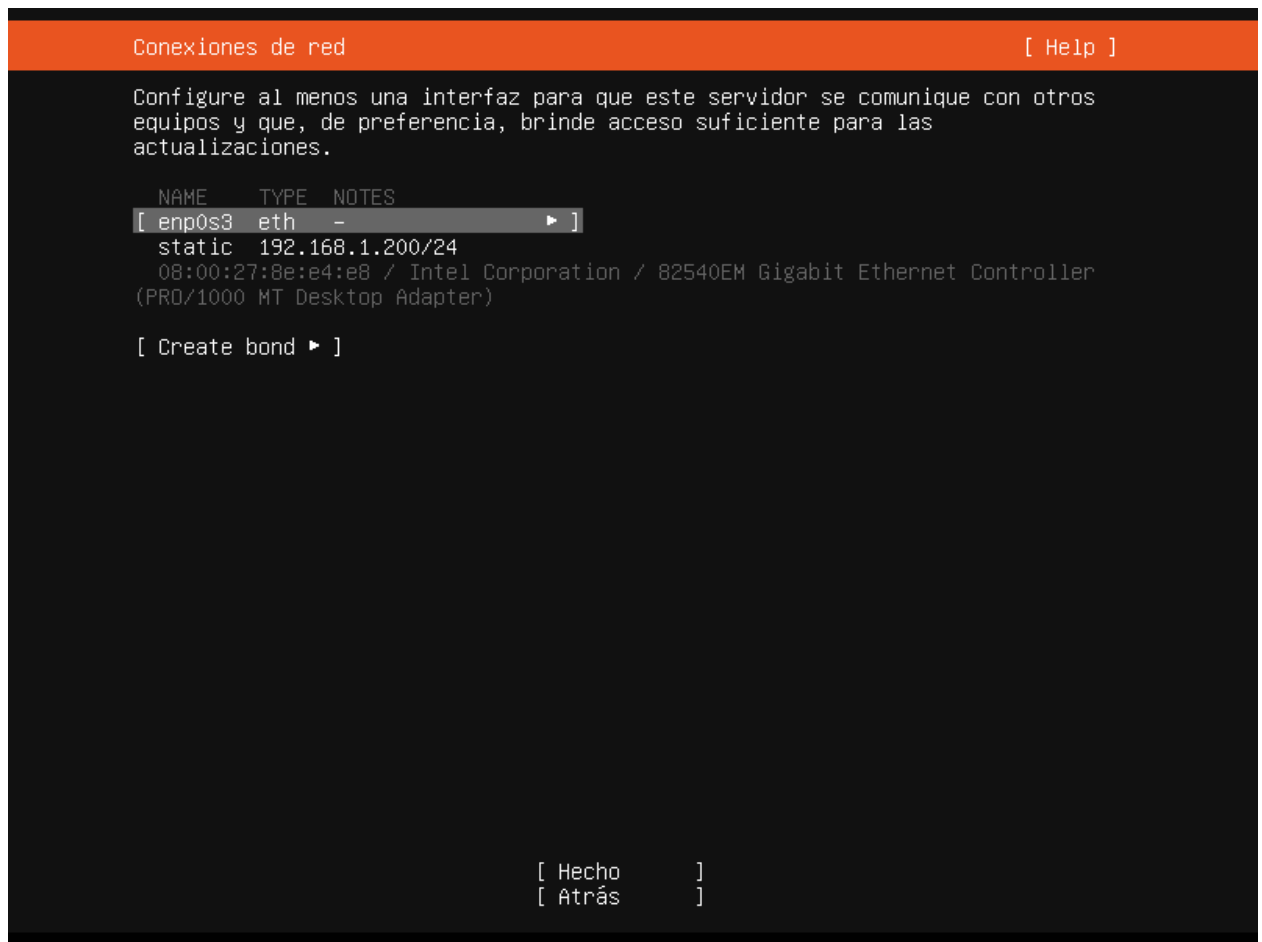 Conexiones de red [ Help ]
Configure al menos una interfaz para que este servidor se comunique con otros
equipos y que, de preferencia, brinde acceso suficiente para las
actualizaciones.
NAME TYPE NOTES
[ enp0s3 eth – ▸ ]
static 192.168.1.200/24
08:00:27:8e:e4:e8 / Intel Corporation / 82540EM Gigabit Ethernet Controller
(PRO/1000 MT Desktop Adapter)
[ Create bond ▸ ]
[ Hecho ]
[ Atrás ]